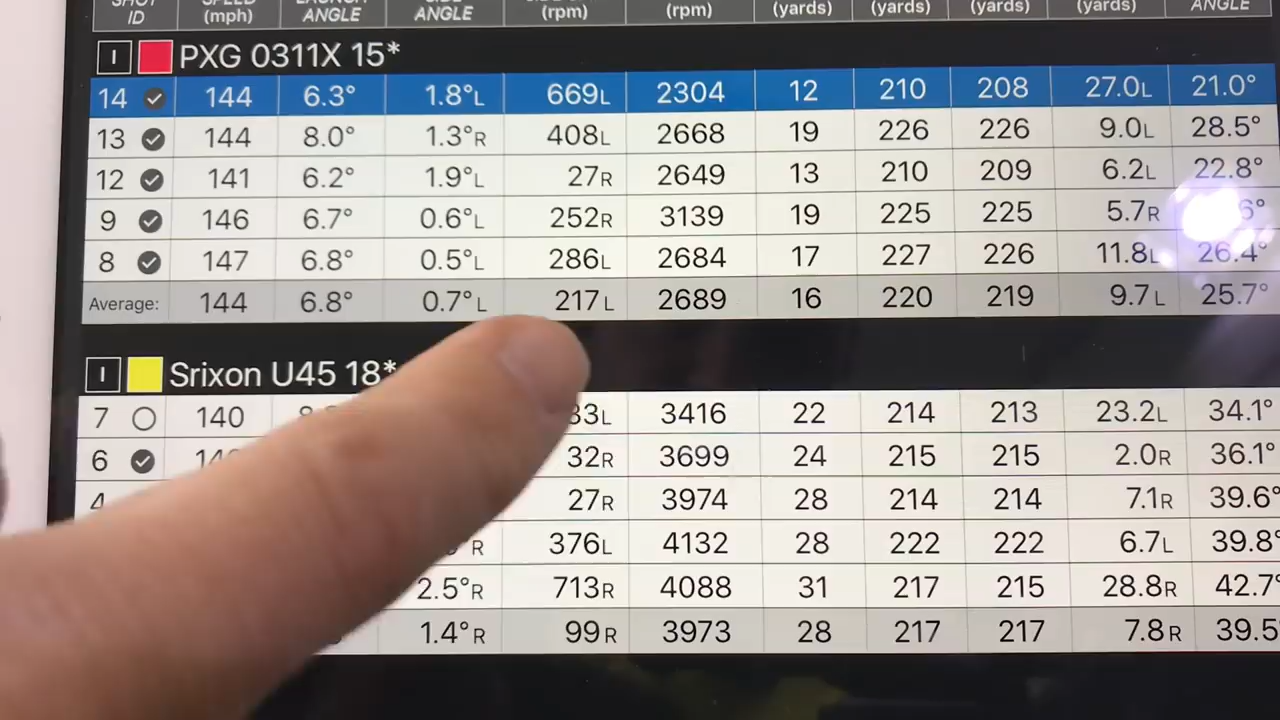 SHOT ID SPEED (mph) LAUNCH ANGLE SIDE ANGLE (rpm) (rpm) (yards) (yards) (yards) (yards) ANGLE
I PXG 0311X 15*
14 144 6.3° 1.8°L 669L 2304 12 210 208 27.0L 21.0°
13 144 8.0° 1.3°R 408L 2668 19 226 226 9.0L 28.5°
12 141 6.2° 1.9°L 27R 2649 13 210 209 6.2L 22.8°
9 146 6.7° 0.6°L 252R 3139 19 225 225 5.7R
8 147 6.8° 0.5°L 286L 2684 17 227 226 11.8L 26.4°
Average: 144 6.8° 0.7°L 217L 2689 16 220 219 9.7L 25.7°
I Srixon U45 18*
7 140 3416 22 214 213 23.2L 34.1°
6 32R 3699 24 215 215 2.0R 36.1°
4 27R 3974 28 214 214 7.1R 39.6°
R 376L 4132 28 222 222 6.7L 39.8°
2.5°R 713R 4088 31 217 215 28.8R 42.7°
1.4°R 99R 3973 28 217 217 7.8R 39.5